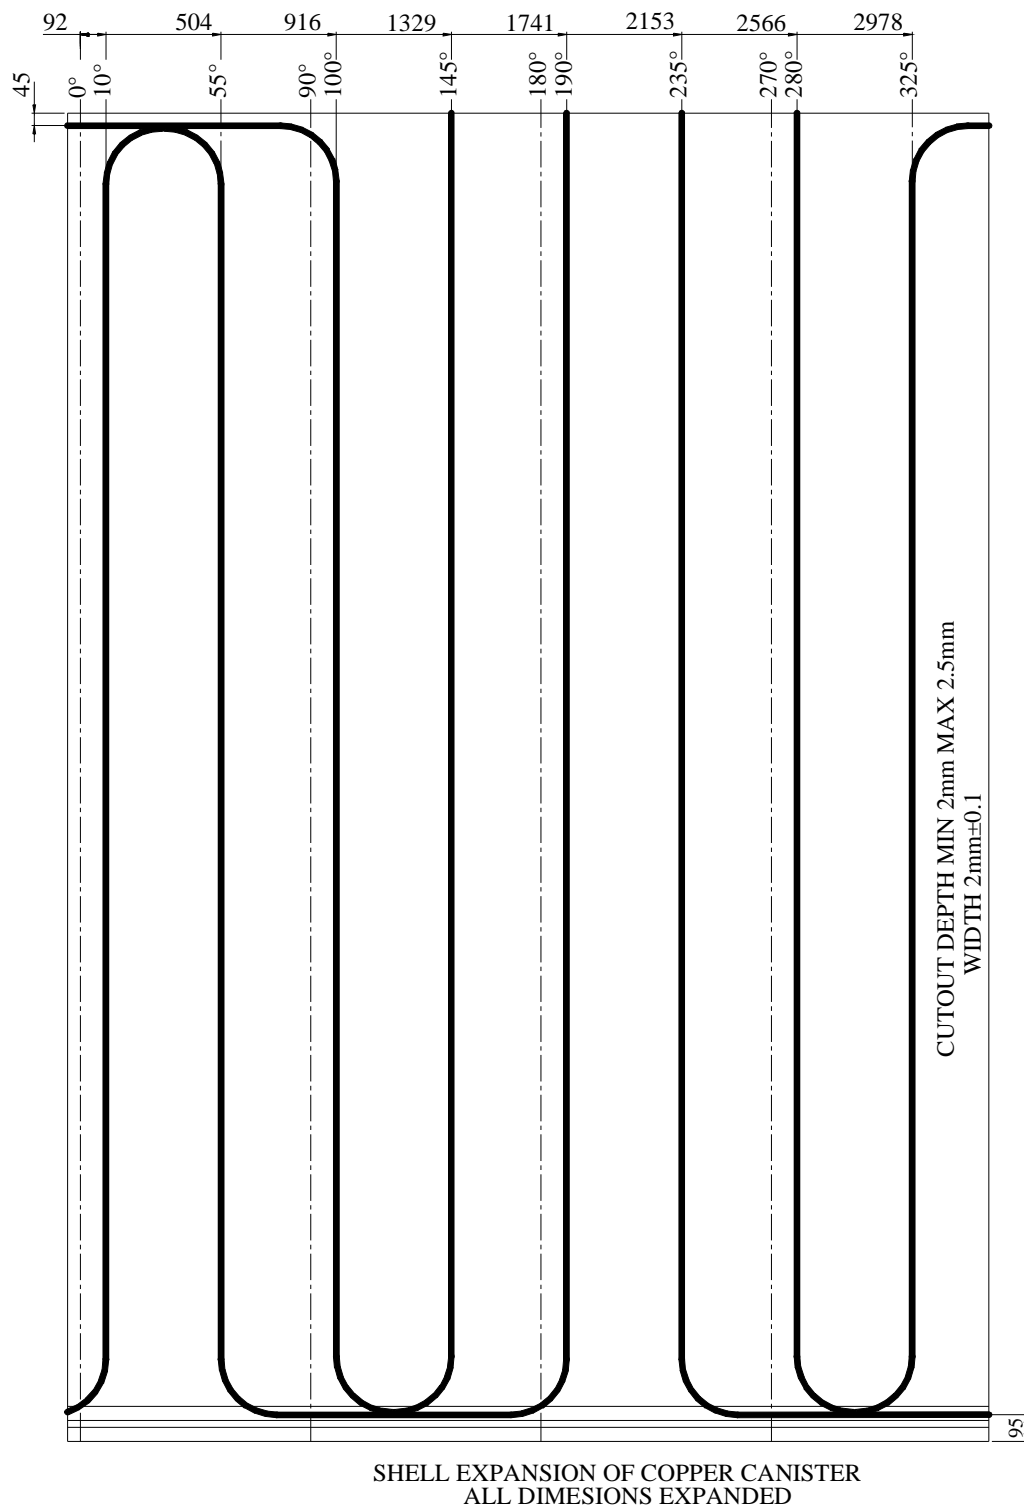 92 504 916 1329 1741 2153 2566 2978
45
0° 10° 55° 90° 100° 145° 180° 190° 235° 270° 280° 325°
CUTOUT DEPTH MIN 2mm MAX 2.5mm
WIDTH 2mm±0.1
95
SHELL EXPANSION OF COPPER CANISTER
ALL DIMESIONS EXPANDED